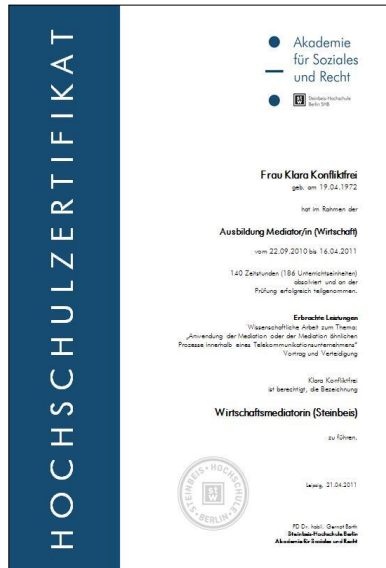 HOCHSCHULZERTIFIKAT
Akademie
für Soziales
und Recht
Steinbeis-Hochschule
Berlin SHB
Frau Klara Konfliktfrei
geb. am 19.04.1972
hat im Rahmen der
Ausbildung Mediator/in (Wirtschaft)
vom 22.09.2010 bis 16.04.2011
140 Zeitstunden (186 Unterrichtseinheiten)
absolviert und an der
Prüfung erfolgreich teilgenommen.
Erbrachte Leistungen
Wissenschaftliche Arbeit zum Thema:
„Anwendung der Mediation oder der Mediation ähnlichen
Prozesse innerhalb eines Telekommunikationsunternehmens"
Vortrag und Verteidigung
Klara Konfliktfrei
ist berechtigt, die Bezeichnung
Wirtschaftsmediatorin (Steinbeis)
zu führen.
STEINBEIS-HOCHSCHULE
BERLIN
Leipzig, 21.04.2011
PD Dr. habil. Gernot Barth
Steinbeis-Hochschule Berlin
Akademie für Soziales und Recht